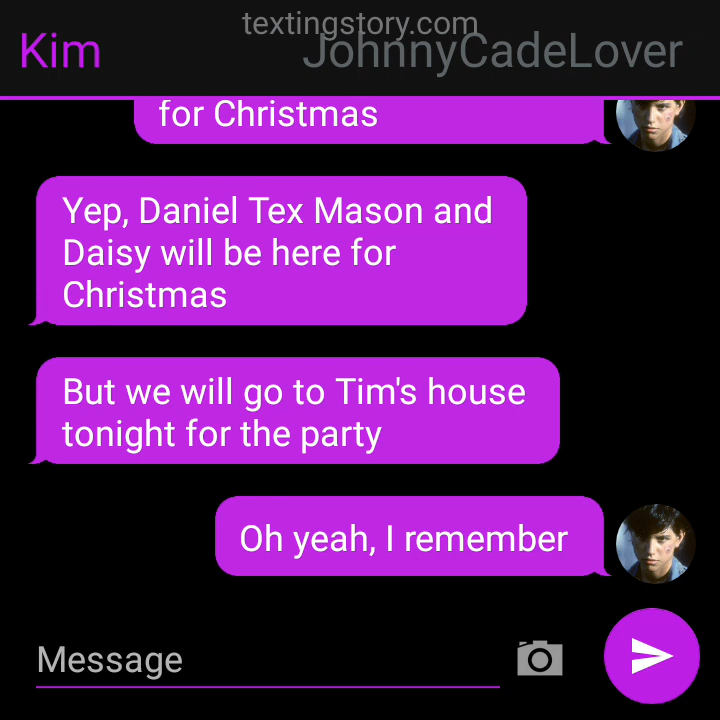 textingstory.com
Kim
JohnnyCadeLover
for Christmas
Yep, Daniel Tex Mason and
Daisy will be here for
Christmas
But we will go to Tim's house
tonight for the party
Oh yeah, I remember
Message